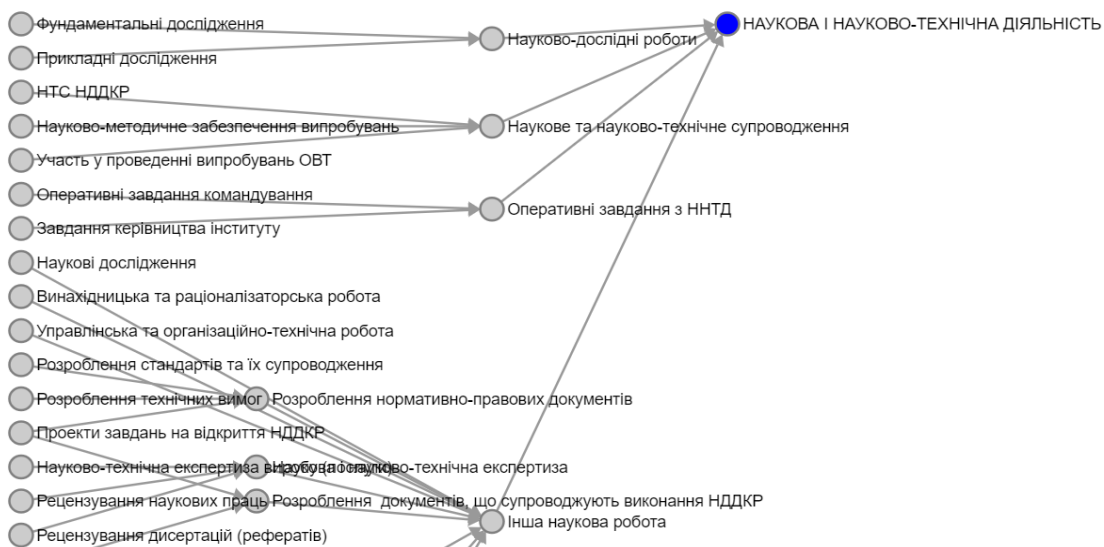 Фундаментальні дослідження
НАУКОВА І НАУКОВО-ТЕХНІЧНА ДІЯЛЬНІСТЬ
Науково-дослідні роботи
Прикладні дослідження
НТС НДДКР
Науково-методичне забезпечення випробувань
Наукове та науково-технічне супроводження
Участь у проведенні випробувань ОВТ
Оперативні завдання командування
Оперативні завдання з ННТД
Завдання керівництва інституту
Наукові дослідження
Винахідницька та раціоналізаторська робота
Управлінська та організаційно-технічна робота
Розроблення стандартів та їх супроводження
Розроблення технічних вимог
Розроблення нормативно-правових документів
Проекти завдань на відкриття НДДКР
Науково-технічна експертиза виробу
науково-технічна експертиза
Рецензування наукових праць
Розроблення документів, що супроводжують виконання НДДКР
Інша наукова робота
Рецензування дисертацій (рефератів)